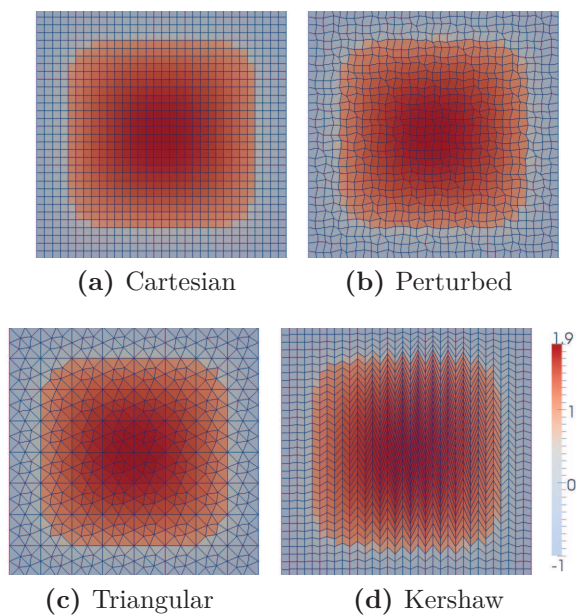 (a) Cartesian
(b) Perturbed
1.9
1
0
-1
(c) Triangular
(d) Kershaw